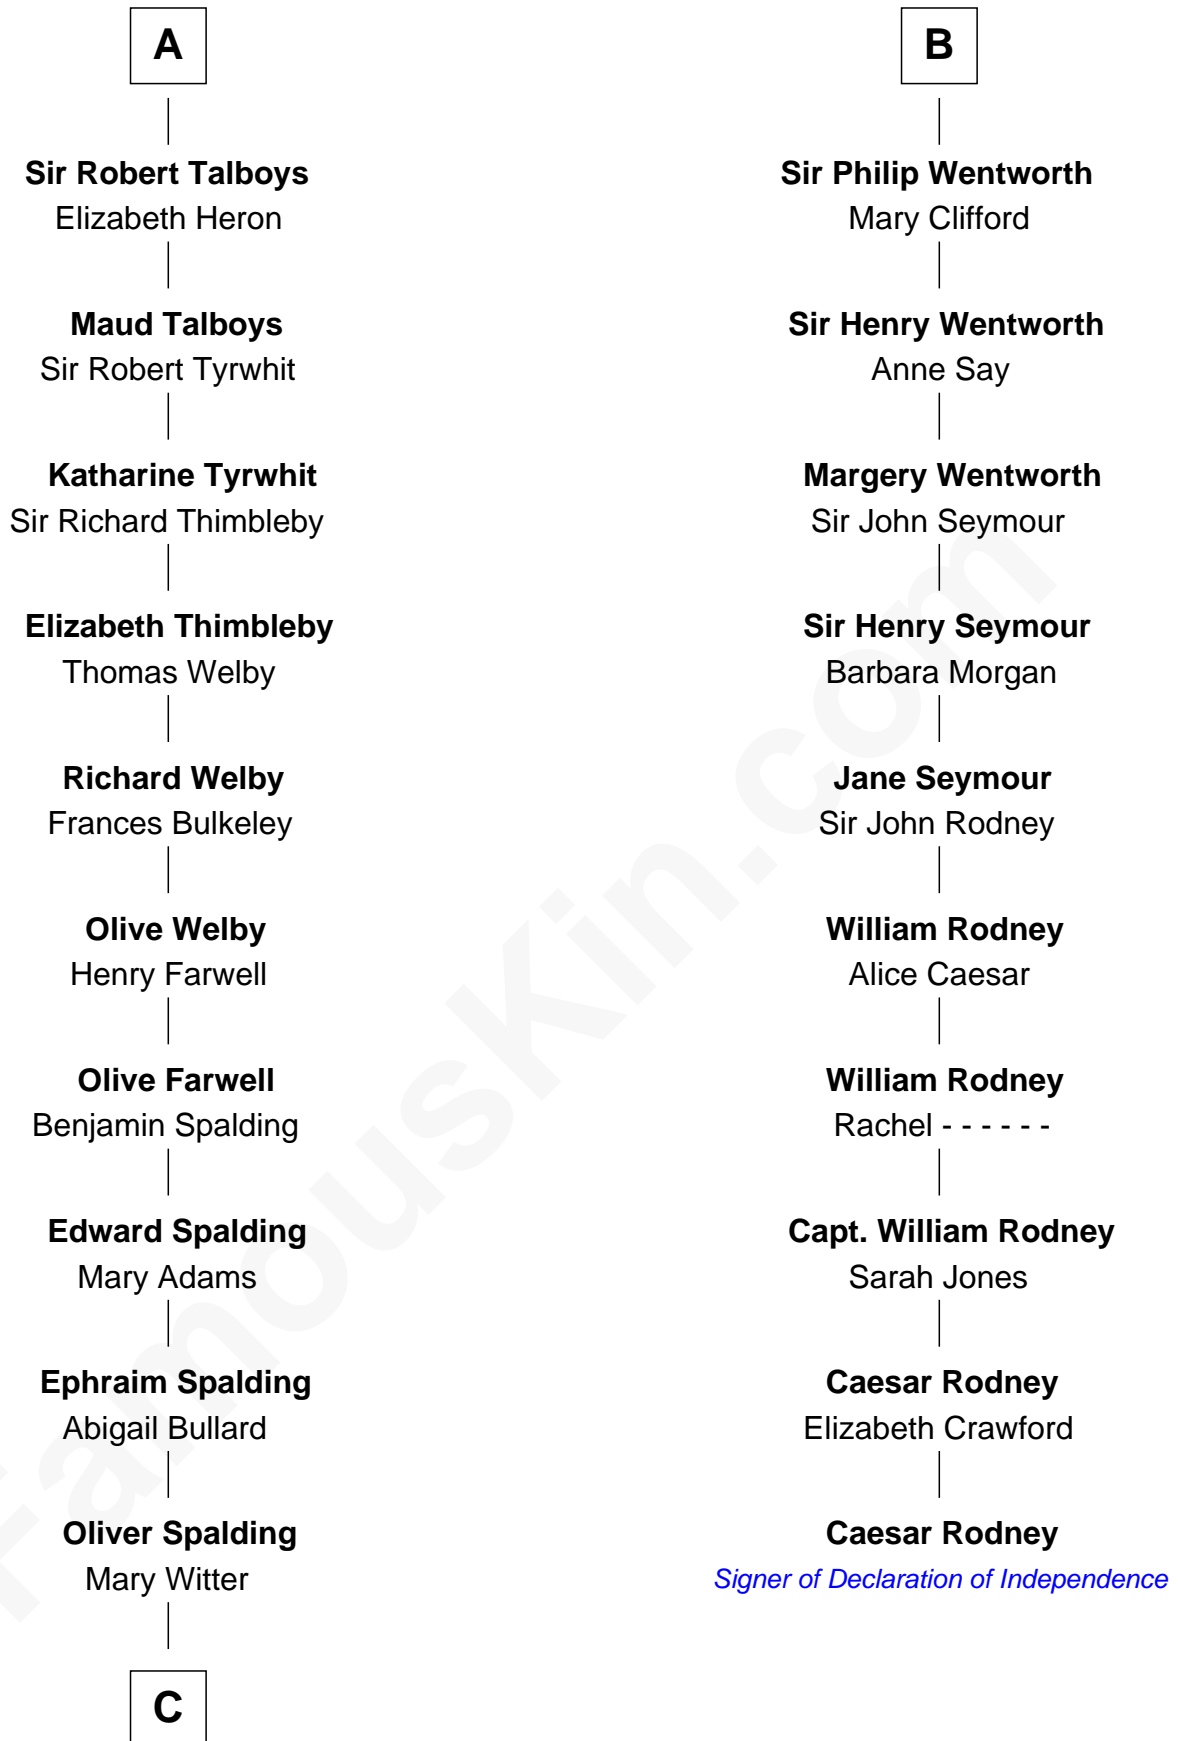 A
Sir Robert Talboys
Elizabeth Heron
Maud Talboys
Sir Robert Tyrwhit
Katharine Tyrwhit
Sir Richard Thimbleby
Elizabeth Thimbleby
Thomas Welby
Richard Welby
Frances Bulkeley
Olive Welby
Henry Farwell
Olive Farwell
Benjamin Spalding
Edward Spalding
Mary Adams
Ephraim Spalding
Abigail Bullard
Oliver Spalding
Mary Witter
C
B
Sir Philip Wentworth
Mary Clifford
Sir Henry Wentworth
Anne Say
Margery Wentworth
Sir John Seymour
Sir Henry Seymour
Barbara Morgan
Jane Seymour
Sir John Rodney
William Rodney
Alice Caesar
William Rodney
Rachel - - - - - -
Capt. William Rodney
Sarah Jones
Caesar Rodney
Elizabeth Crawford
Caesar Rodney
Signer of Declaration of Independence
FamousKin.com